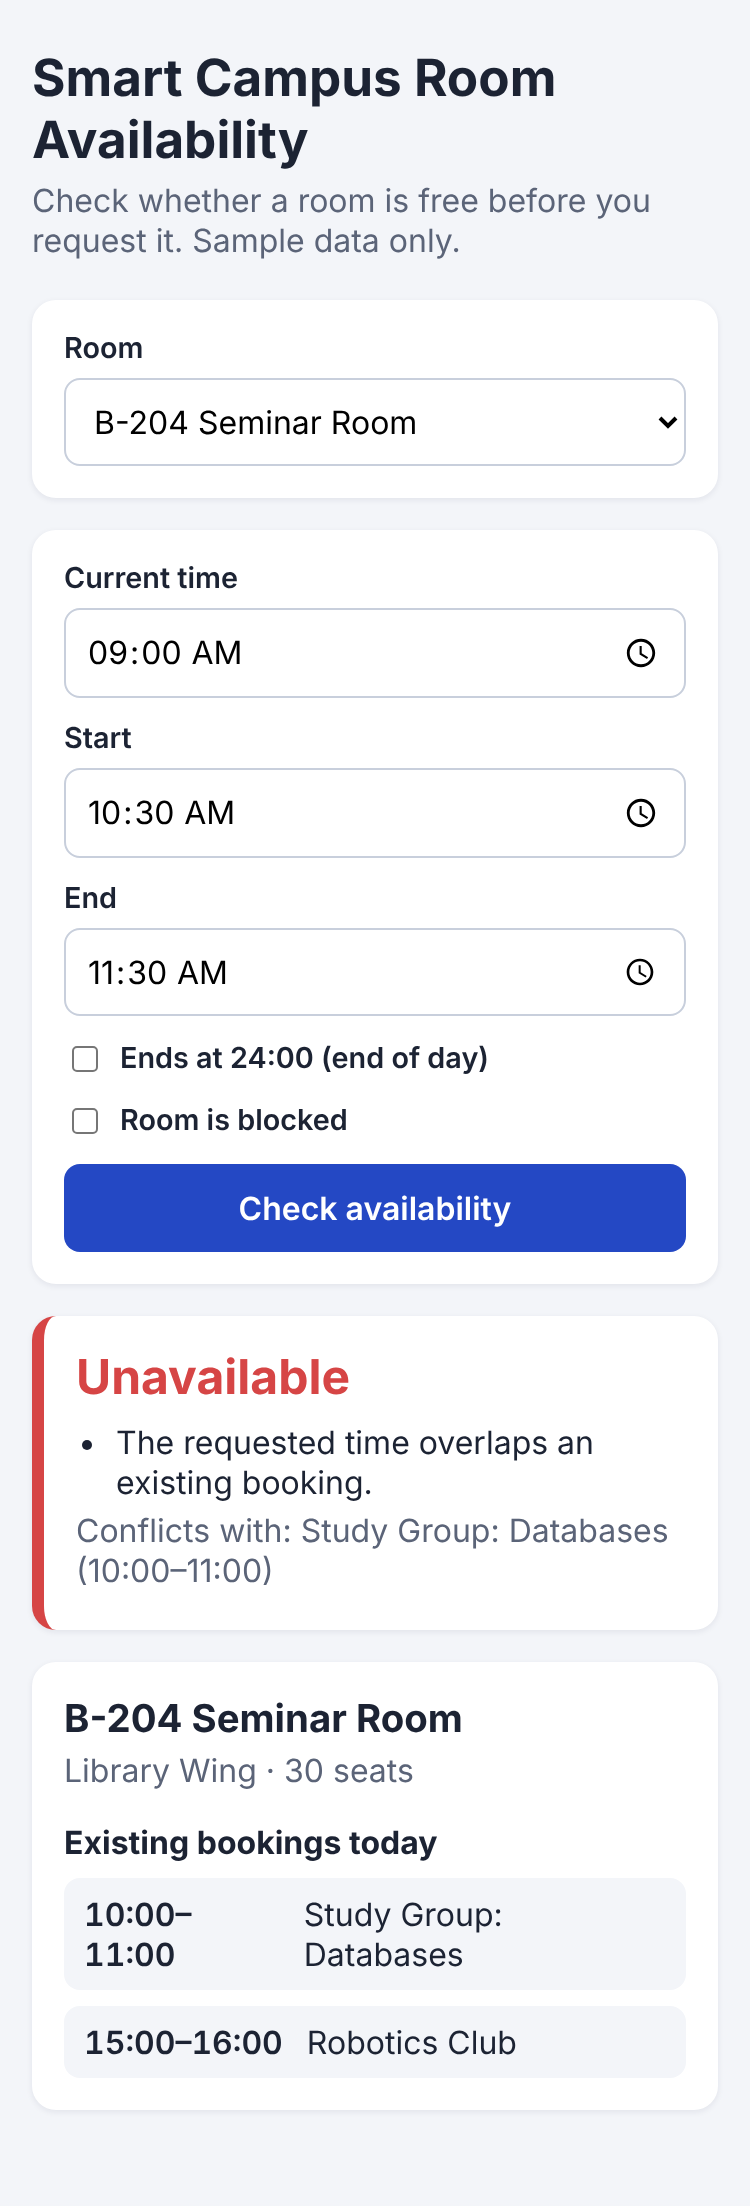 Smart Campus Room
Availability
Check whether a room is free before you
request it. Sample data only.
Room
B-204 Seminar Room
Current time
09:00 AM
Start
10:30 AM
End
11:30 AM
Ends at 24:00 (end of day)
Room is blocked
Check availability
Unavailable
• The requested time overlaps an
existing booking.
Conflicts with: Study Group: Databases
(10:00–11:00)
B-204 Seminar Room
Library Wing · 30 seats
Existing bookings today
10:00–
11:00
Study Group:
Databases
15:00–16:00 Robotics Club